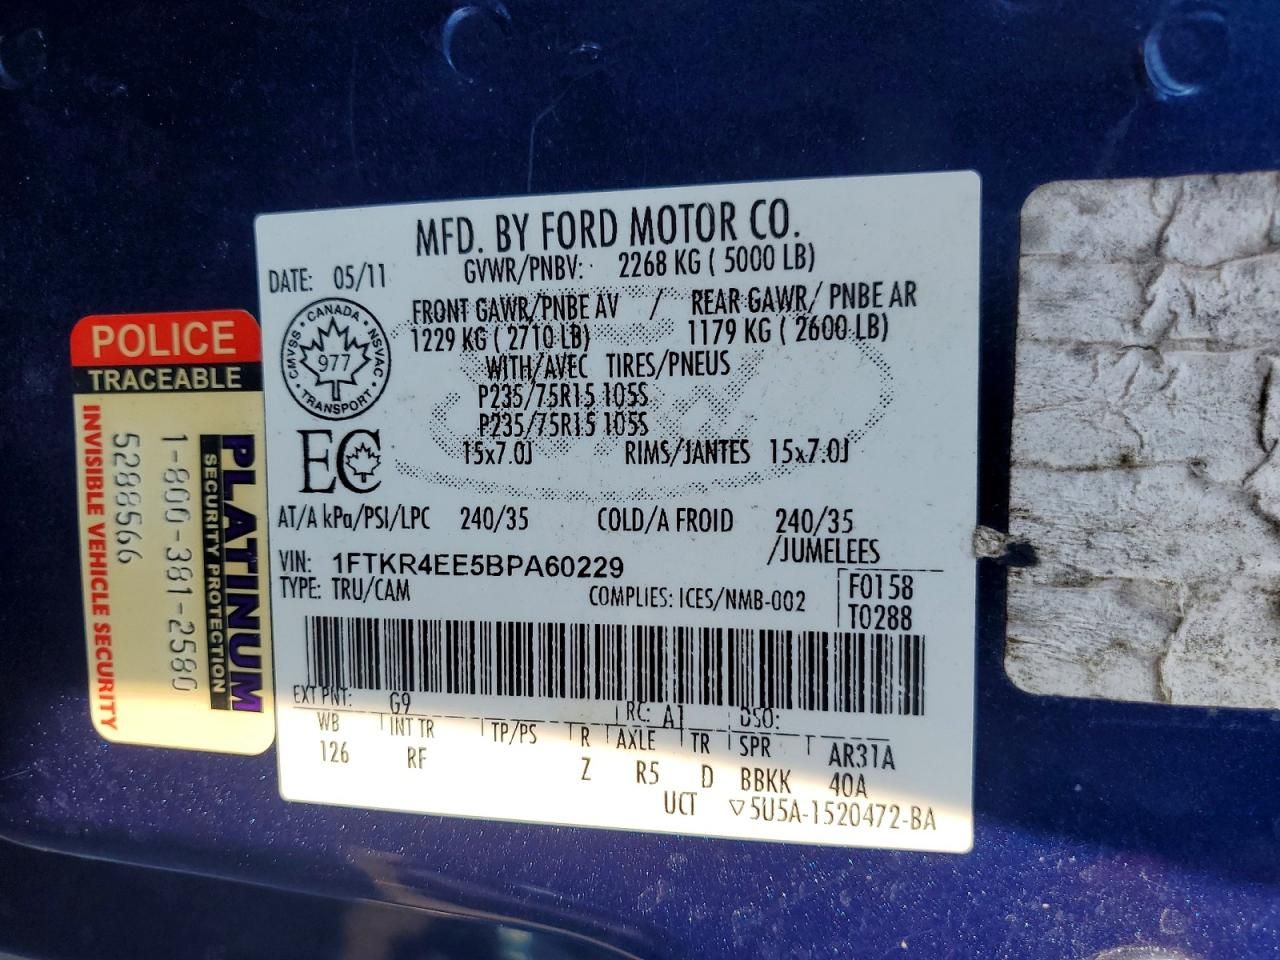 MFD. BY FORD MOTOR CO.
DATE: 05/11 GVWR/PNBV: 2268 KG ( 5000 LB)
FRONT GAWR/PNBE AV / REAR GAWR/ PNBE AR
1229 KG ( 2710 LB) 1179 KG ( 2600 LB)
WITH/AVEC TIRES/PNEUS
P235/75R15 105S
P235/75R15 105S
15x7.0J RIMS/JANTES 15x7.0J
CANADA • NSVAC • TRANSPORT • CMVSS •
977
EC
AT/A kPa/PSI/LPC 240/35 COLD/A FROID 240/35
/JUMELEES
VIN: 1FTKR4EE5BPA60229
TYPE: TRU/CAM COMPLIES: ICES/NMB-002
F0158
T0288
EXT PNT: G9 RC: A1 DSO:
WB INT TR TP/PS R AXLE TR SPR AR31A
126 RF Z R5 D BBKK 40A
UCT ▽5U5A-1520472-BA
POLICE
TRACEABLE
PLATINUM
SECURITY PROTECTION
1-800-381-2580
5288566
INVISIBLE VEHICLE SECURITY